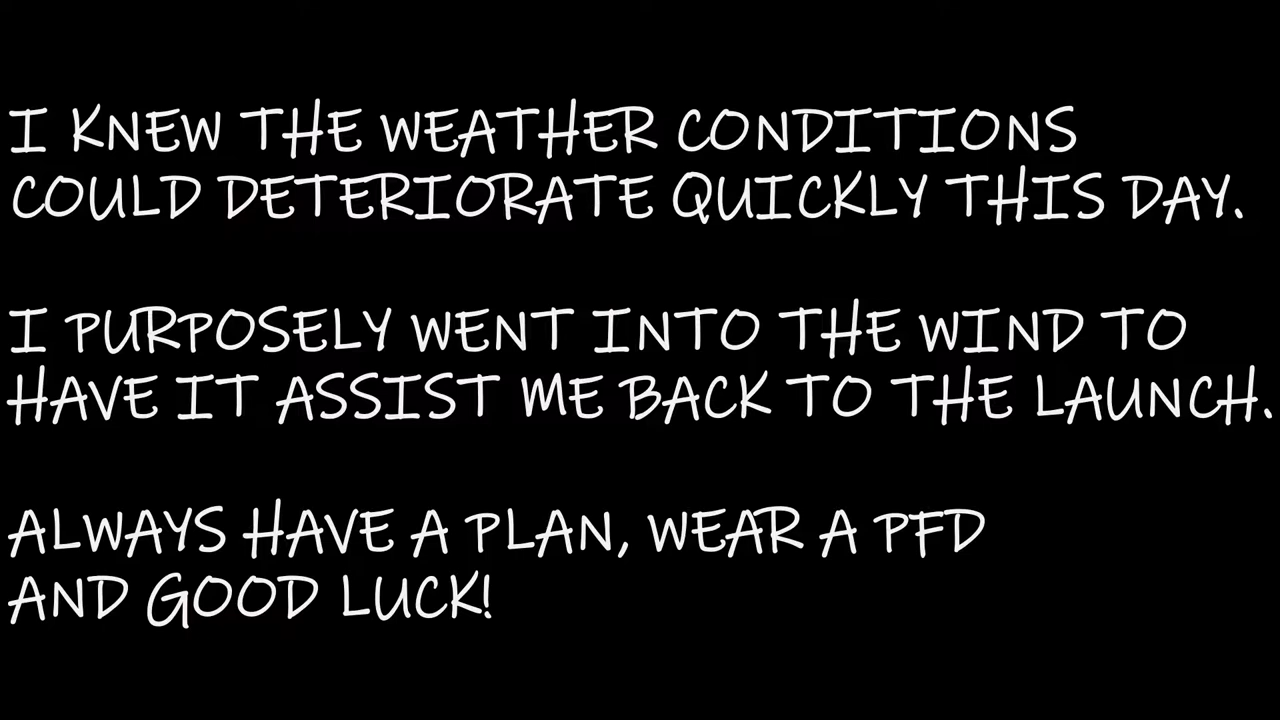 I KNEW THE WEATHER CONDITIONS
COULD DETERIORATE QUICKLY THIS DAY.
I PURPOSELY WENT INTO THE WIND TO
HAVE IT ASSIST ME BACK TO THE LAUNCH.
ALWAYS HAVE A PLAN, WEAR A PFD
AND GOOD LUCK!